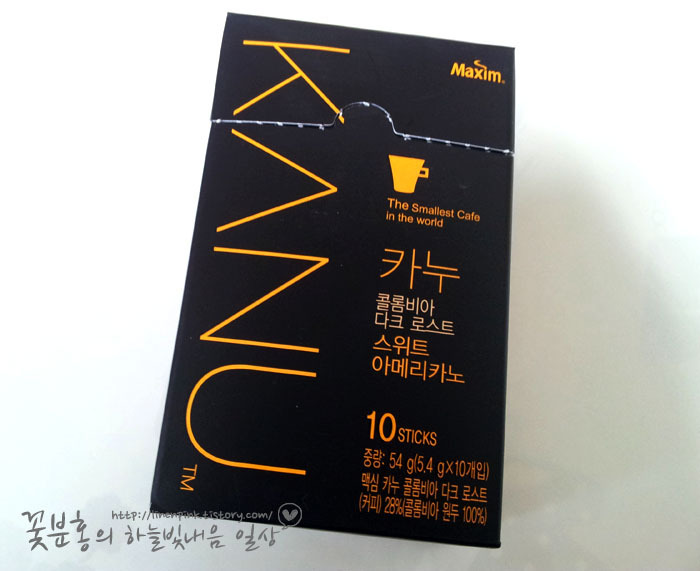 KANU
TM
Maxim
The Smallest Cafe
in the world
카누
콜롬비아
다크 로스트
스위트
아메리카노
10 STICKS
중량: 54 g(5.4 g×10개입)
맥심 카누 콜롬비아 다크 로스트
(커피) 28%(콜롬비아 원두 100%)
꽃분홍의 하늘빛내음 일상